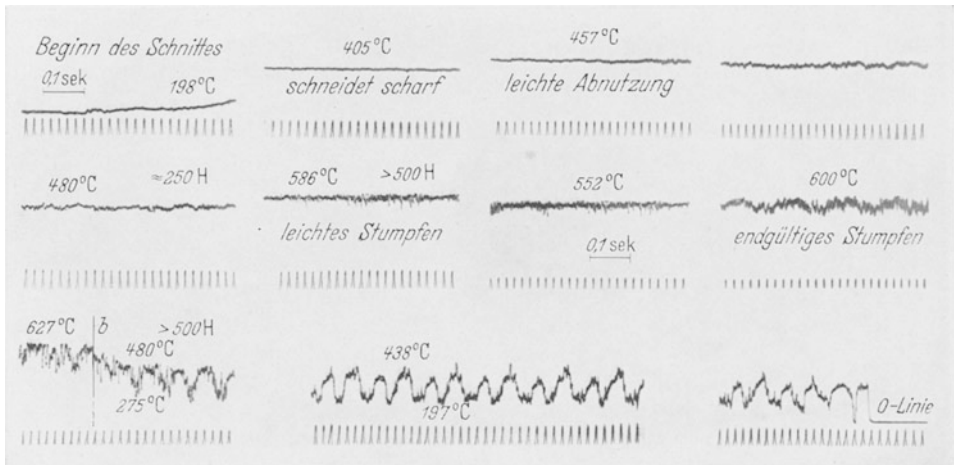 Beginn des Schnittes
0,1 sek
198°C
405°C
schneidet scharf
457°C
leichte Abnutzung
480°C
≈250 H
586°C
>500 H
leichtes Stumpfen
552°C
0,1 sek
600°C
endgültiges Stumpfen
627°C
b
>500 H
480°C
275°C
438°C
197°C
0-Linie